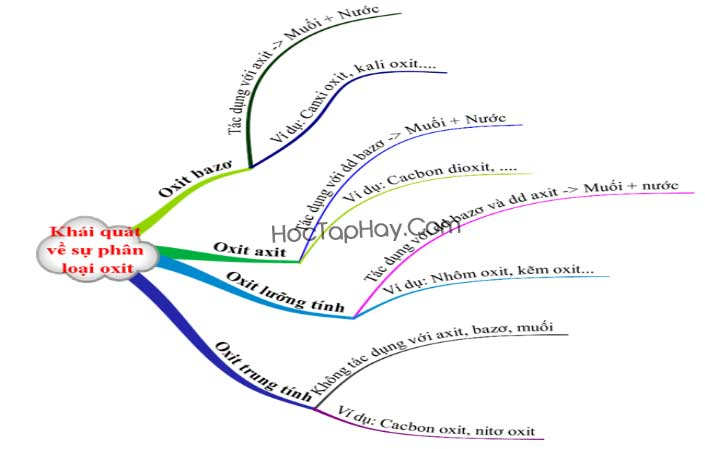 Khái quát
về sự phân
loại oxit
Oxit bazơ
Tác dụng với axit -> Muối + Nước
Ví dụ: Canxi oxit, kali oxit....
Oxit axit
Tác dụng với dd bazơ -> Muối + Nước
Ví dụ: Cacbon dioxit, ....
Oxit lưỡng tính
Tác dụng với dd bazơ và dd axit -> Muối + nước
Ví dụ: Nhôm oxit, kẽm oxit...
Oxit trung tính
Không tác dụng với axit, bazơ, muối
Ví dụ: Cacbon oxit, nitơ oxit
HocTapHay.Com